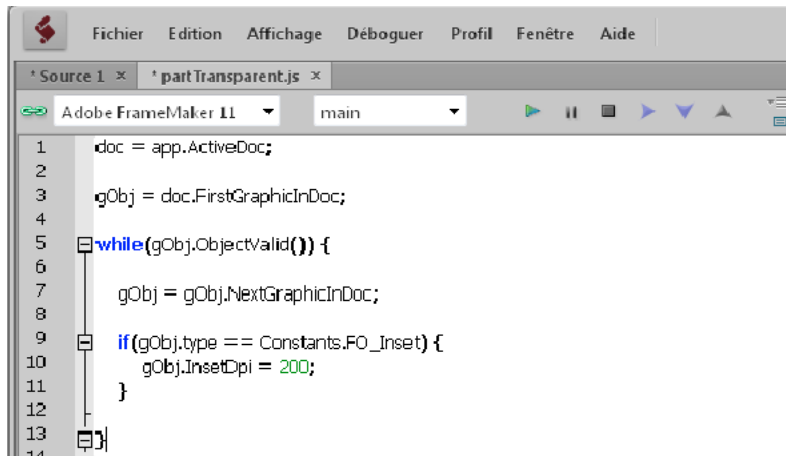 Fichier Edition Affichage Déboguer Profil Fenêtre Aide
* Source 1 × * partTransparent.js ×
Adobe FrameMaker 11 main
1 doc = app.ActiveDoc;
2
3 gObj = doc.FirstGraphicInDoc;
4
5 while(gObj.ObjectValid()) {
6
7 gObj = gObj.NextGraphicInDoc;
8
9 if(gObj.type == Constants.FO_Inset) {
10 gObj.InsetDpi = 200;
11 }
12
13 }
14